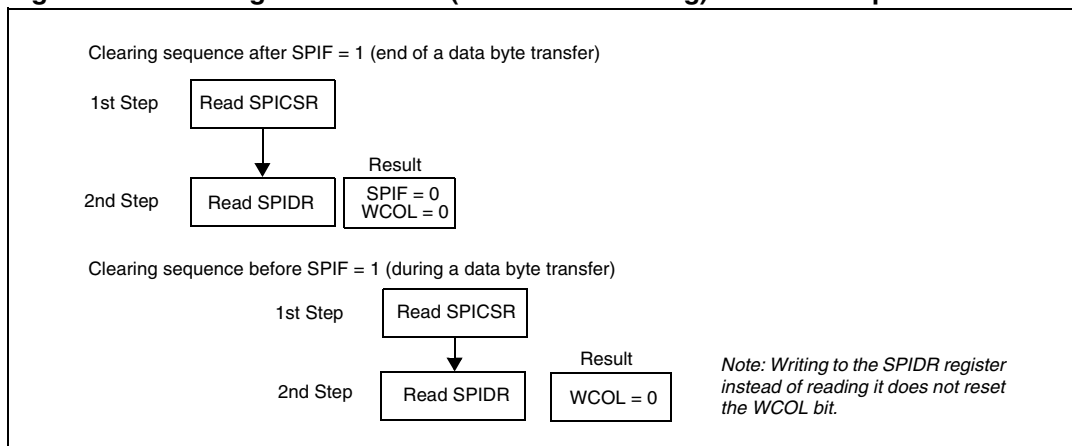 Clearing sequence after SPIF = 1 (end of a data byte transfer)
1st Step
Read SPICSR
Result
2nd Step
Read SPIDR
SPIF = 0
WCOL = 0
Clearing sequence before SPIF = 1 (during a data byte transfer)
1st Step
Read SPICSR
Result
2nd Step
Read SPIDR
WCOL = 0
Note: Writing to the SPIDR register
instead of reading it does not reset
the WCOL bit.